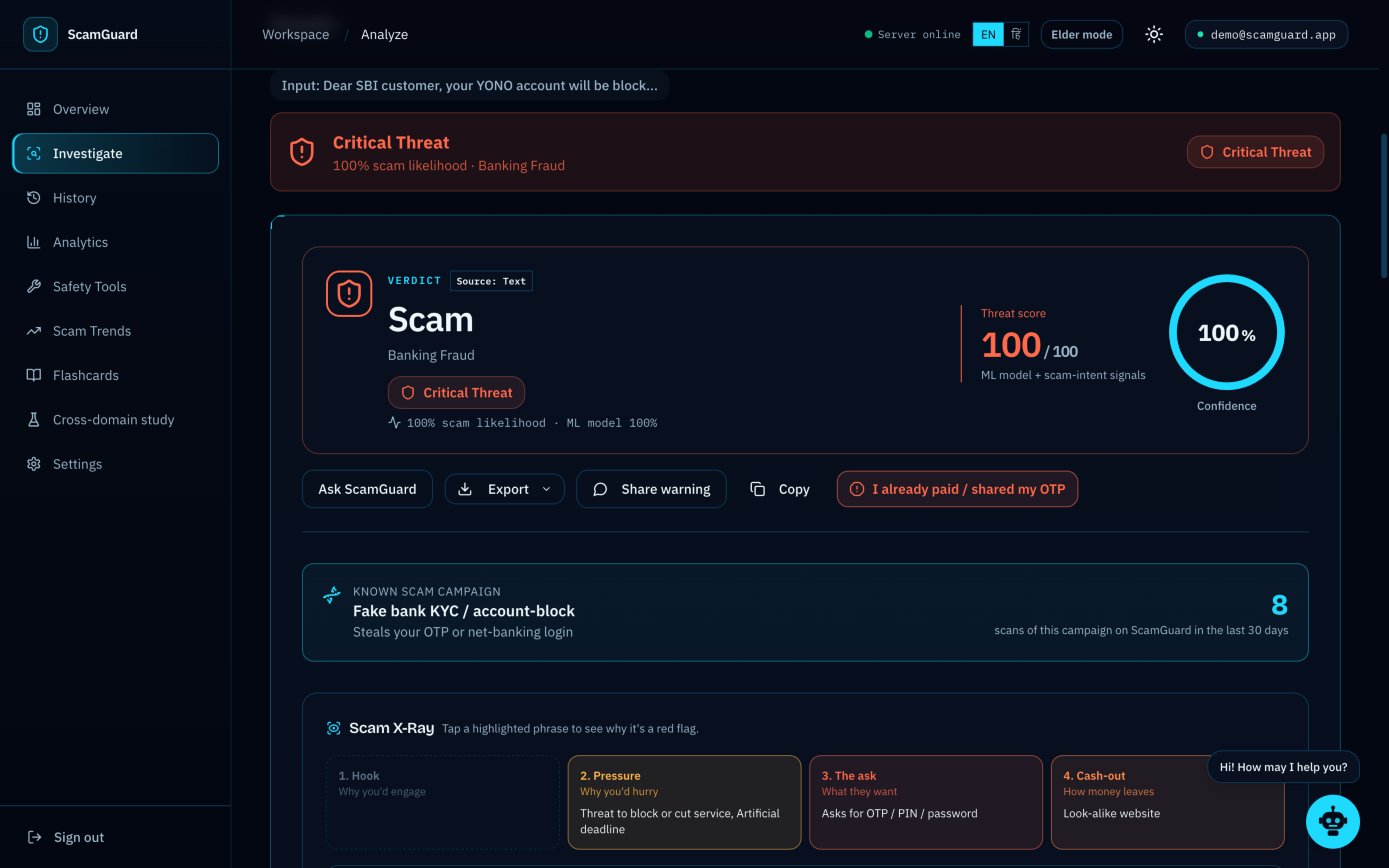 ScamGuard
Workspace / Analyze
Server online
EN
हि
Elder mode
demo@scamguard.app
Overview
Investigate
History
Analytics
Safety Tools
Scam Trends
Flashcards
Cross-domain study
Settings
Sign out
Input: Dear SBI customer, your YONO account will be block...
Critical Threat
100% scam likelihood · Banking Fraud
Critical Threat
VERDICT
Source: Text
Scam
Banking Fraud
Critical Threat
100% scam likelihood · ML model 100%
Threat score
100 / 100
ML model + scam-intent signals
100 %
Confidence
Ask ScamGuard
Export
Share warning
Copy
I already paid / shared my OTP
KNOWN SCAM CAMPAIGN
Fake bank KYC / account-block
Steals your OTP or net-banking login
8
scans of this campaign on ScamGuard in the last 30 days
Scam X-Ray Tap a highlighted phrase to see why it's a red flag.
1. Hook
Why you'd engage
2. Pressure
Why you'd hurry
Threat to block or cut service, Artificial
deadline
3. The ask
What they want
Asks for OTP / PIN / password
4. Cash-out
How money leaves
Look-alike website
Hi! How may I help you?